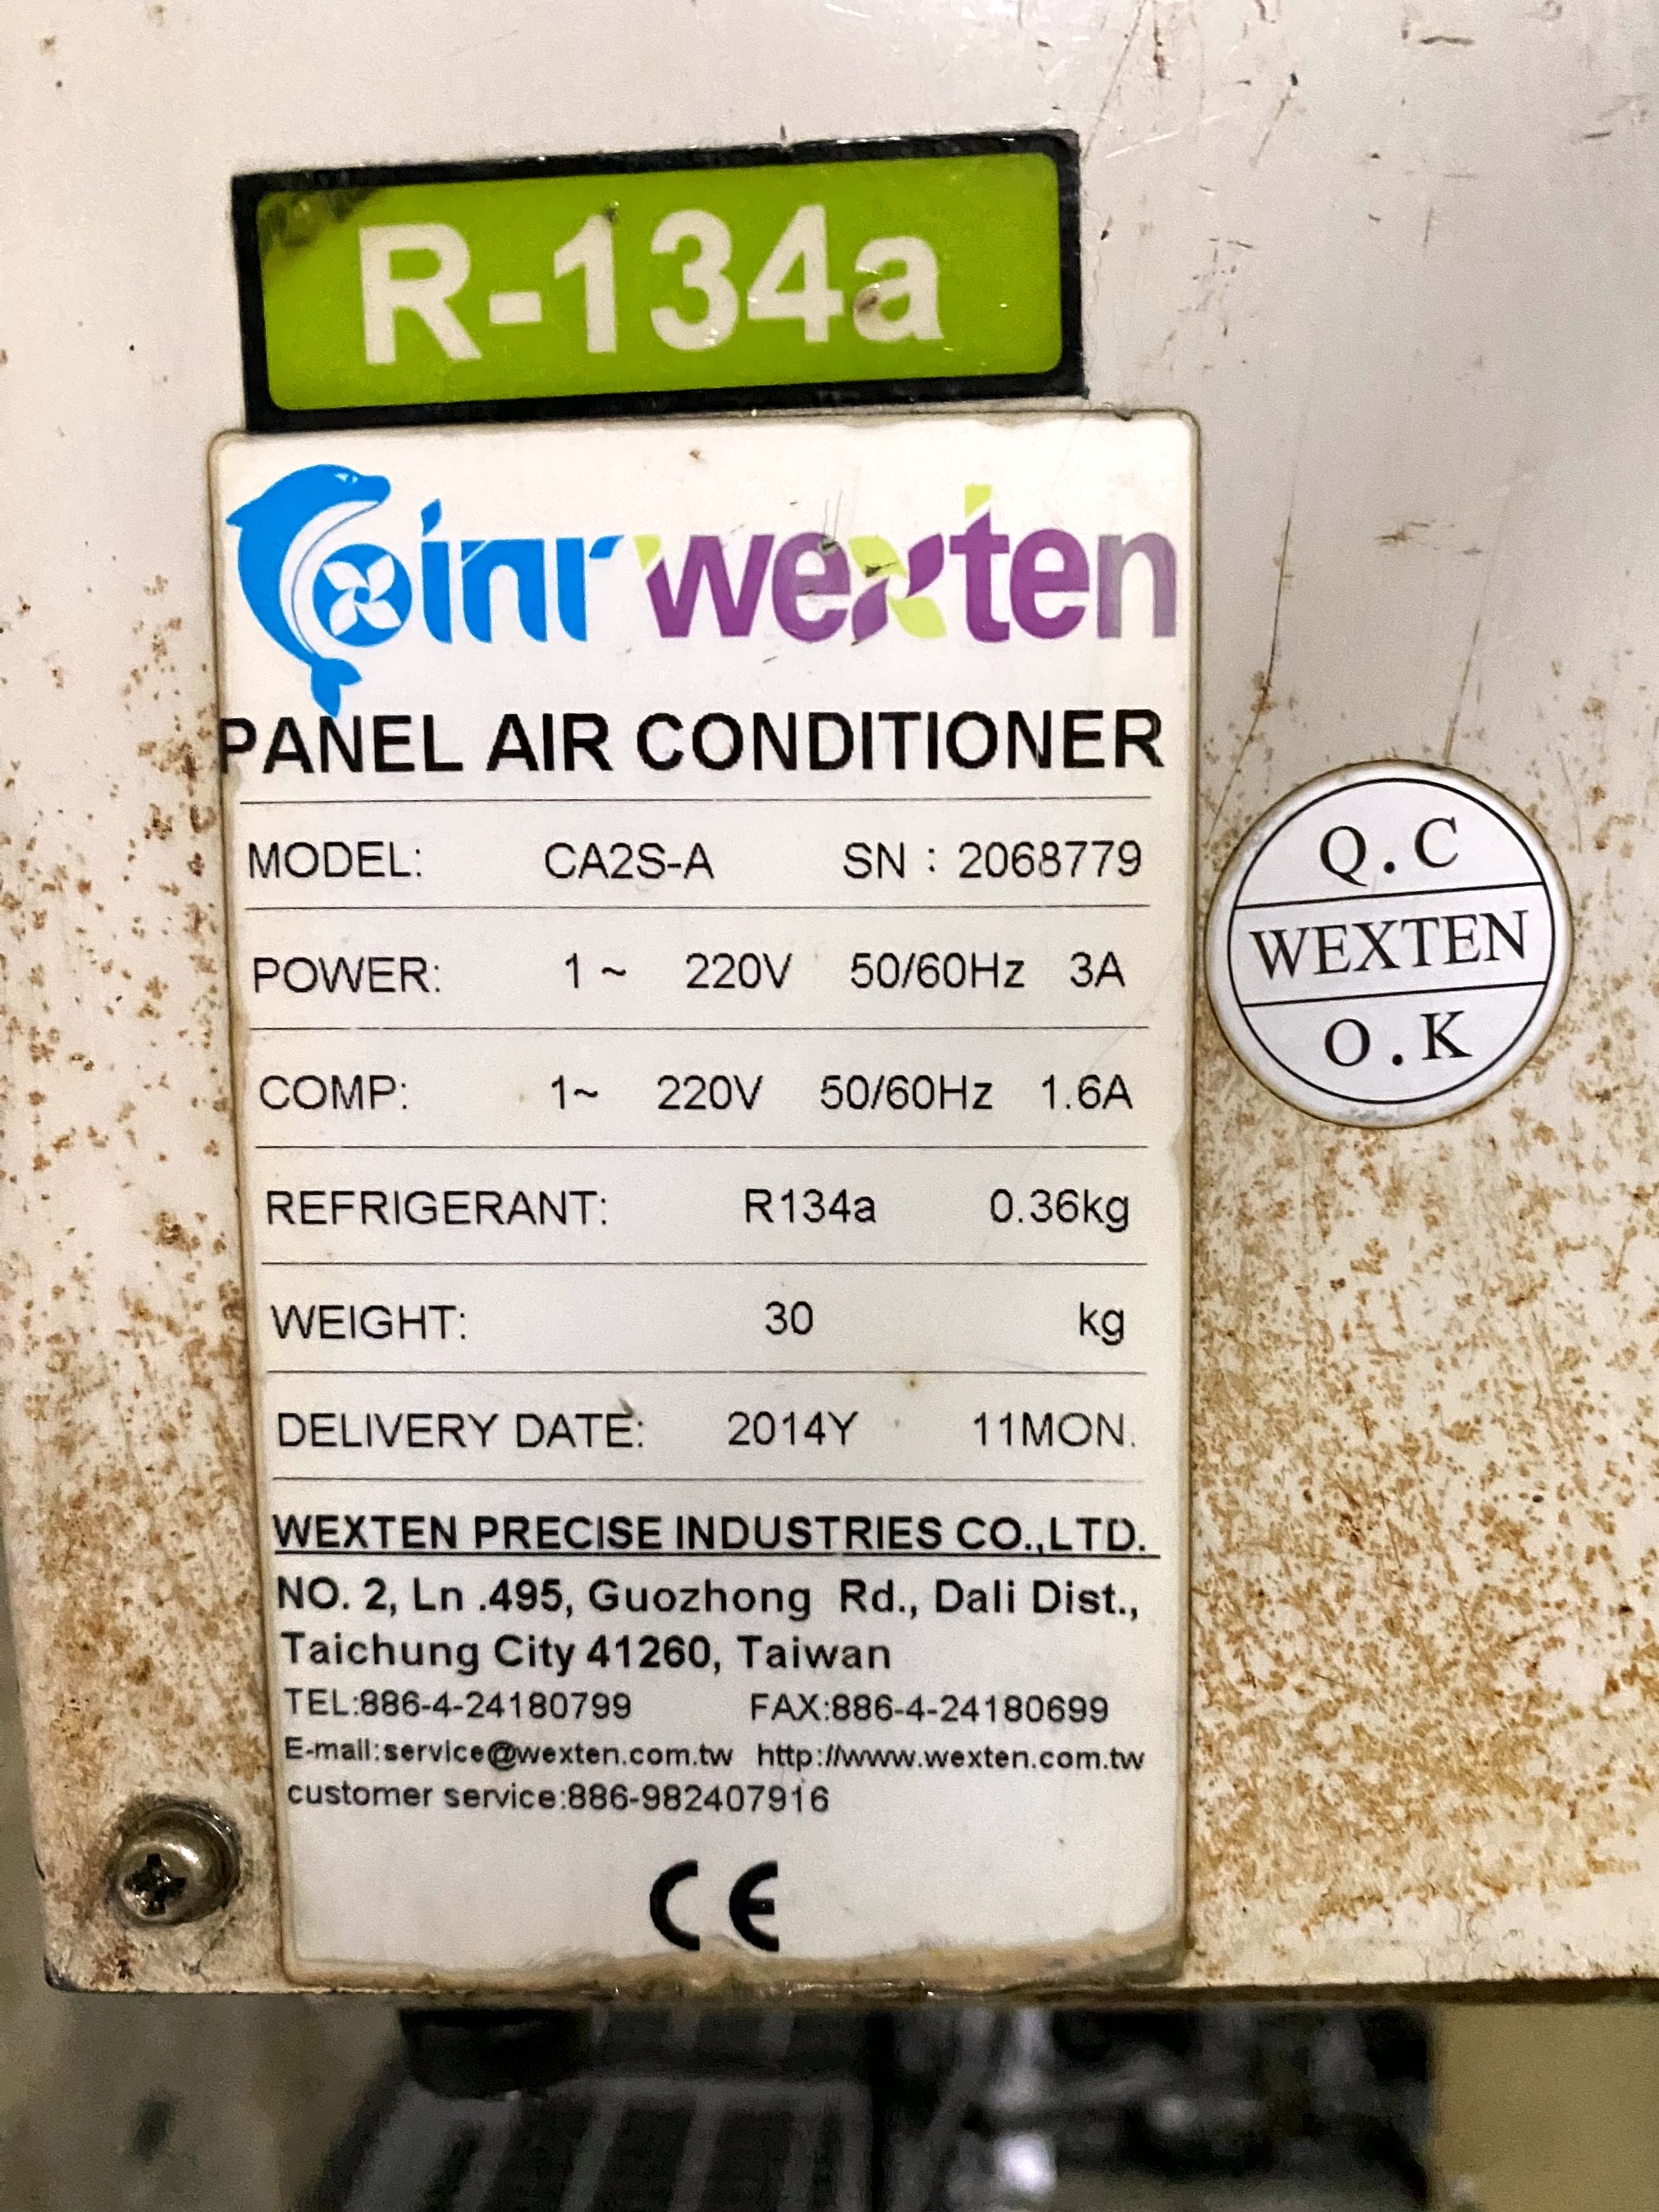 R-134a
oinr wexten
PANEL AIR CONDITIONER
MODEL: CA2S-A SN : 2068779
POWER: 1 ~ 220V 50/60Hz 3A
COMP: 1~ 220V 50/60Hz 1.6A
REFRIGERANT: R134a 0.36kg
WEIGHT: 30 kg
DELIVERY DATE: 2014Y 11MON.
WEXTEN PRECISE INDUSTRIES CO.,LTD.
NO. 2, Ln .495, Guozhong Rd., Dali Dist.,
Taichung City 41260, Taiwan
TEL:886-4-24180799 FAX:886-4-24180699
E-mail:service@wexten.com.tw http://www.wexten.com.tw
customer service:886-982407916
CE
Q.C
WEXTEN
O.K